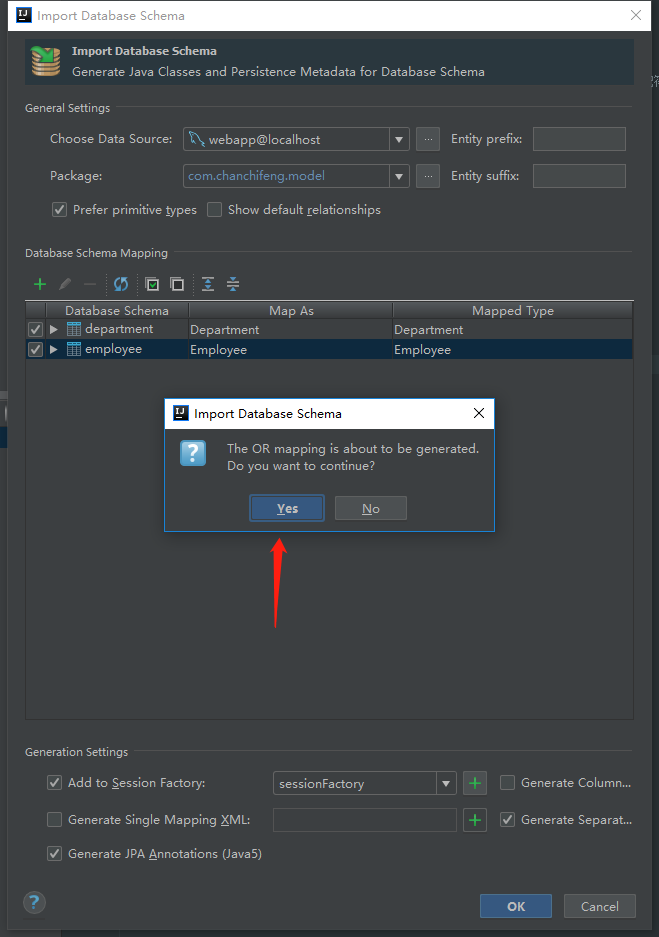 Import Database Schema
Import Database Schema
Generate Java Classes and Persistence Metadata for Database Schema
General Settings
Choose Data Source: webapp@localhost ... Entity prefix:
Package: com.chanchifeng.model ... Entity suffix:
Prefer primitive types Show default relationships
Database Schema Mapping
Database Schema Map As Mapped Type
department Department Department
employee Employee Employee
Import Database Schema
The OR mapping is about to be generated.
Do you want to continue?
Yes No
Generation Settings
Add to Session Factory: sessionFactory Generate Column...
Generate Single Mapping XML: Generate Separat...
Generate JPA Annotations (Java5)
OK Cancel